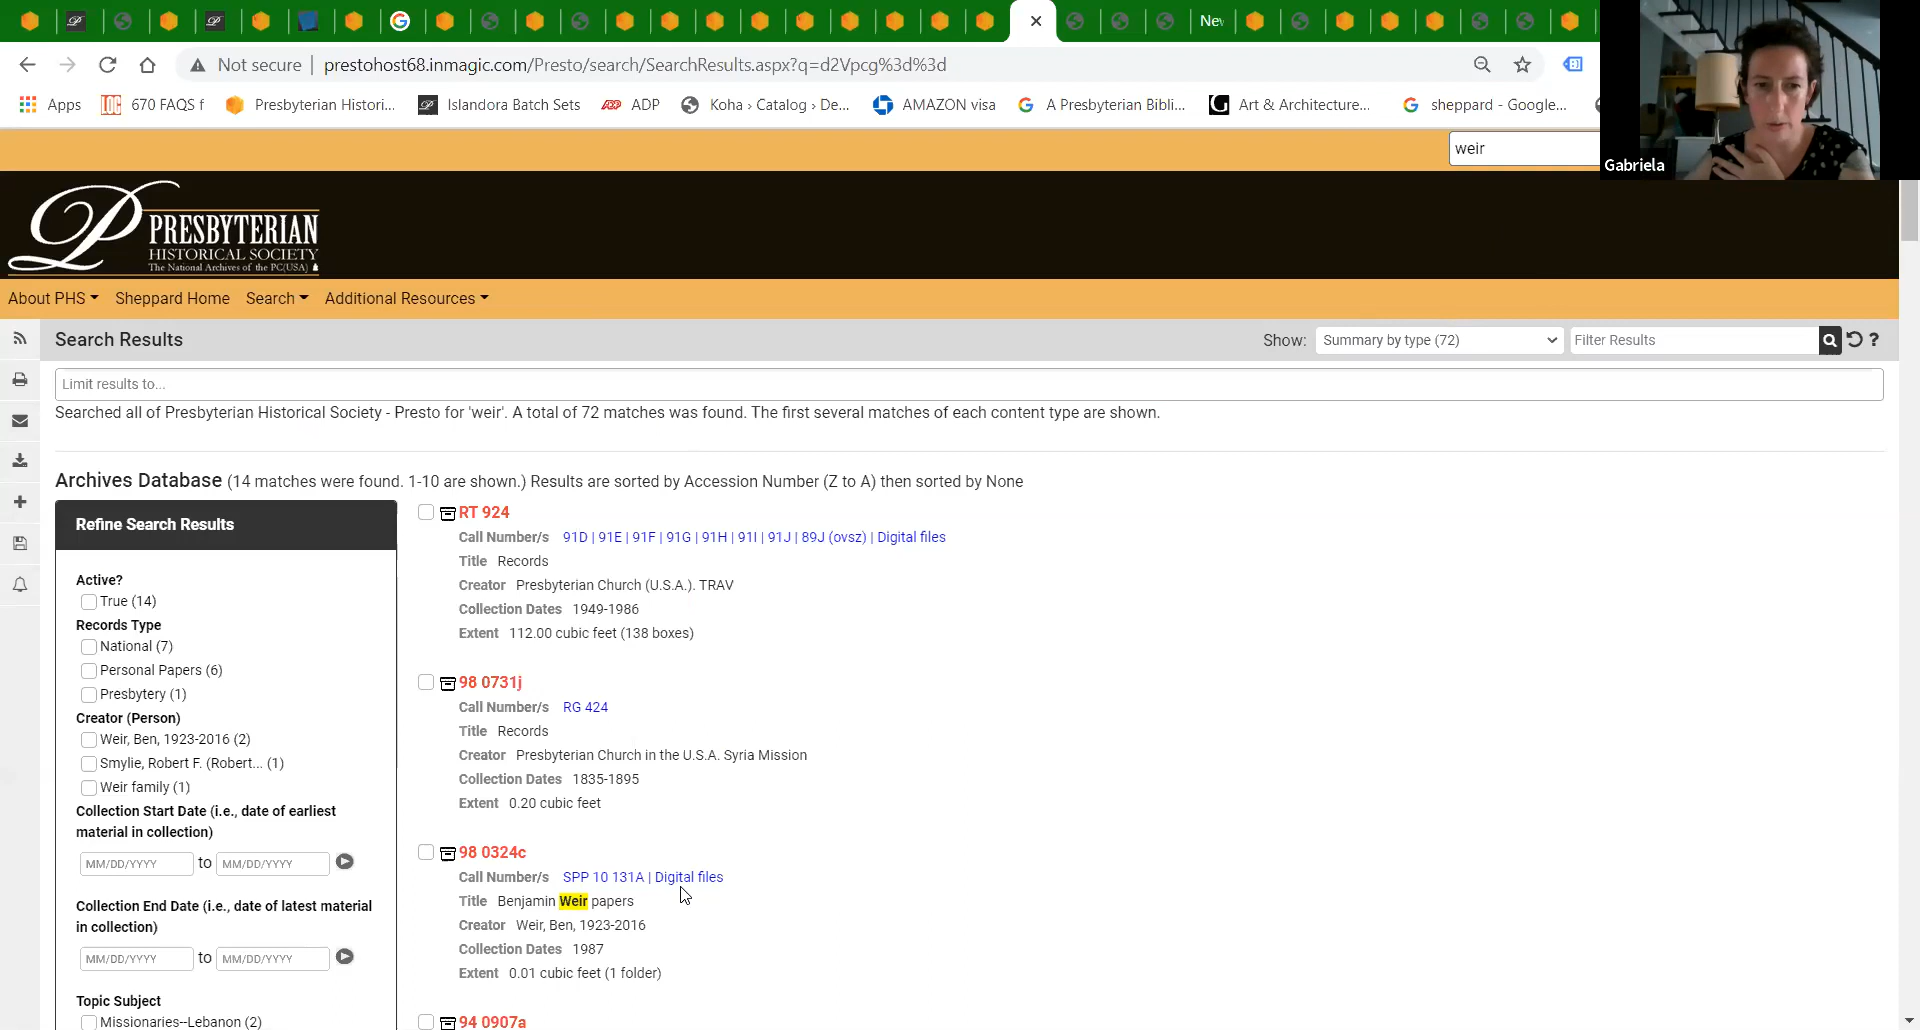 New
Not secure | prestohost68.inmagic.com/Presto/search/SearchResults.aspx?q=d2Vpcg%3d%3d
Apps 670 FAQS f Presbyterian Histori... Islandora Batch Sets ADP Koha › Catalog › De... AMAZON visa A Presbyterian Bibli... Art & Architecture... sheppard - Google...
weir
Gabriela
PRESBYTERIAN
HISTORICAL SOCIETY
The National Archives of the PC(USA)
About PHS Sheppard Home Search Additional Resources
Search Results Show: Summary by type (72) Filter Results ?
Limit results to...
Searched all of Presbyterian Historical Society - Presto for 'weir'. A total of 72 matches was found. The first several matches of each content type are shown.
Archives Database (14 matches were found. 1-10 are shown.) Results are sorted by Accession Number (Z to A) then sorted by None
Refine Search Results
Active?
True (14)
Records Type
National (7)
Personal Papers (6)
Presbytery (1)
Creator (Person)
Weir, Ben, 1923-2016 (2)
Smylie, Robert F. (Robert... (1)
Weir family (1)
Collection Start Date (i.e., date of earliest
material in collection)
MM/DD/YYYY to MM/DD/YYYY
Collection End Date (i.e., date of latest material
in collection)
MM/DD/YYYY to MM/DD/YYYY
Topic Subject
Missionaries--Lebanon (2)
RT 924
Call Number/s 91D | 91E | 91F | 91G | 91H | 91I | 91J | 89J (ovsz) | Digital files
Title Records
Creator Presbyterian Church (U.S.A.). TRAV
Collection Dates 1949-1986
Extent 112.00 cubic feet (138 boxes)
98 0731j
Call Number/s RG 424
Title Records
Creator Presbyterian Church in the U.S.A. Syria Mission
Collection Dates 1835-1895
Extent 0.20 cubic feet
98 0324c
Call Number/s SPP 10 131A | Digital files
Title Benjamin Weir papers
Creator Weir, Ben, 1923-2016
Collection Dates 1987
Extent 0.01 cubic feet (1 folder)
94 0907a